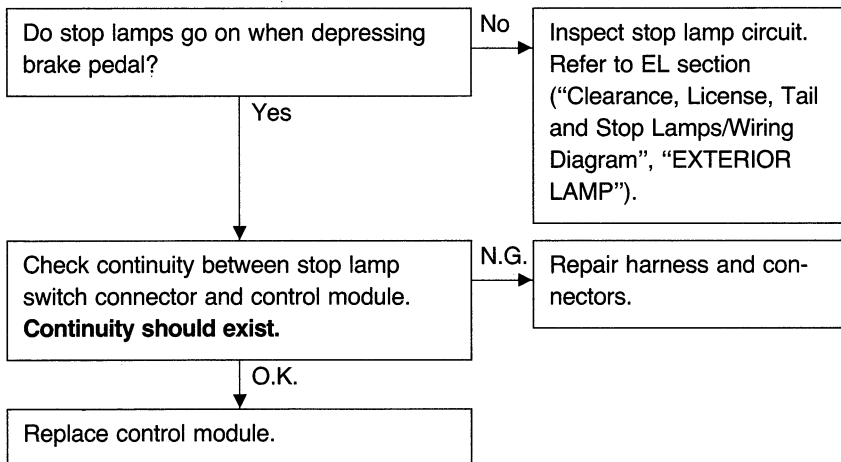 Do stop lamps go on when depressing
brake pedal?
No
Inspect stop lamp circuit.
Refer to EL section
(“Clearance, License, Tail
and Stop Lamps/Wiring
Diagram”, “EXTERIOR
LAMP”).
Yes
Check continuity between stop lamp
switch connector and control module.
Continuity should exist.
N.G.
Repair harness and con-
nectors.
O.K.
Replace control module.